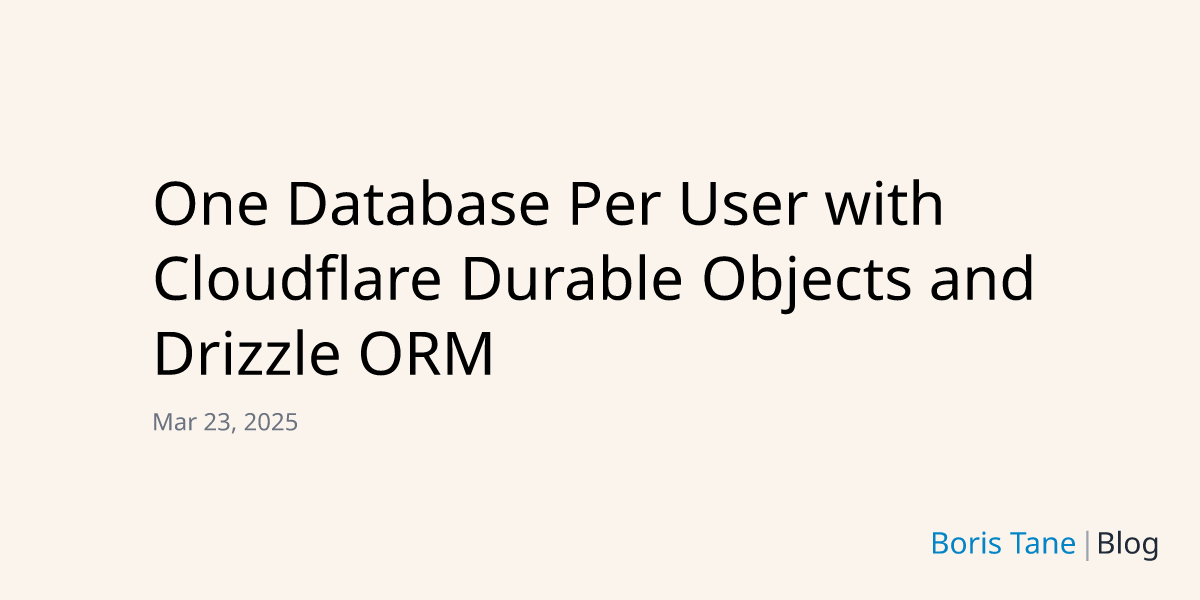 One Database Per User with
Cloudflare Durable Objects and
Drizzle ORM
Mar 23, 2025
Boris Tane | Blog